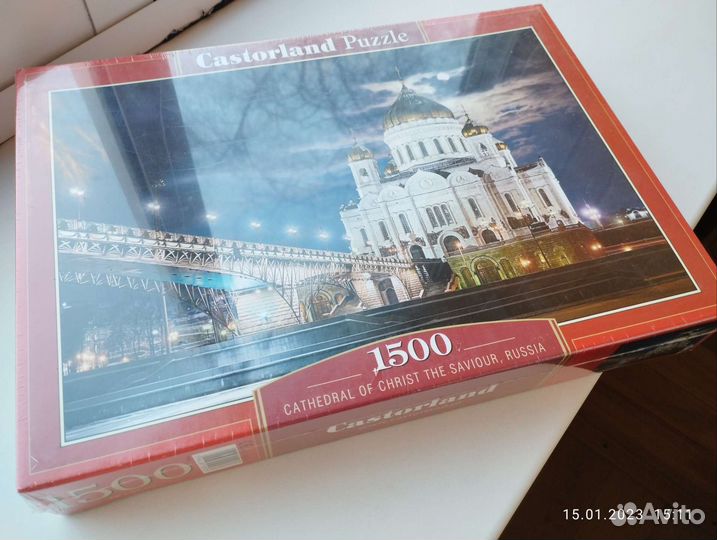 Castorland Puzzle
1500
CATHEDRAL OF CHRIST THE SAVIOUR, RUSSIA
Castorland
1500
15.01.2023 15:11
Avito